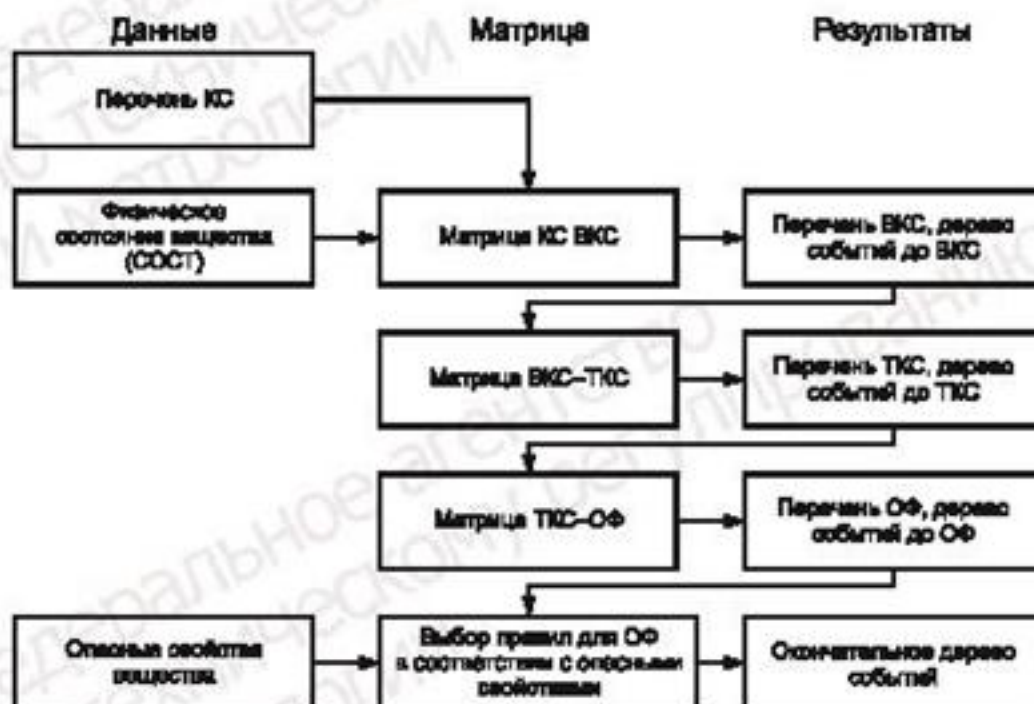 Данные
Матрица
Результаты
Перечень КС
Физическое
состояние вещества
(СОСТ)
Матрица КС ВКС
Перечень ВКС, дерево
событий до ВКС
Матрица ВКС–ТКС
Перечень ТКС, дерево
событий до ТКС
Матрица ТКС–ОФ
Перечень ОФ, дерево
событий до ОФ
Опасные свойства
вещества
Выбор правил для ОФ
в соответствии с опасными
свойствами
Окончательное дерево
событий